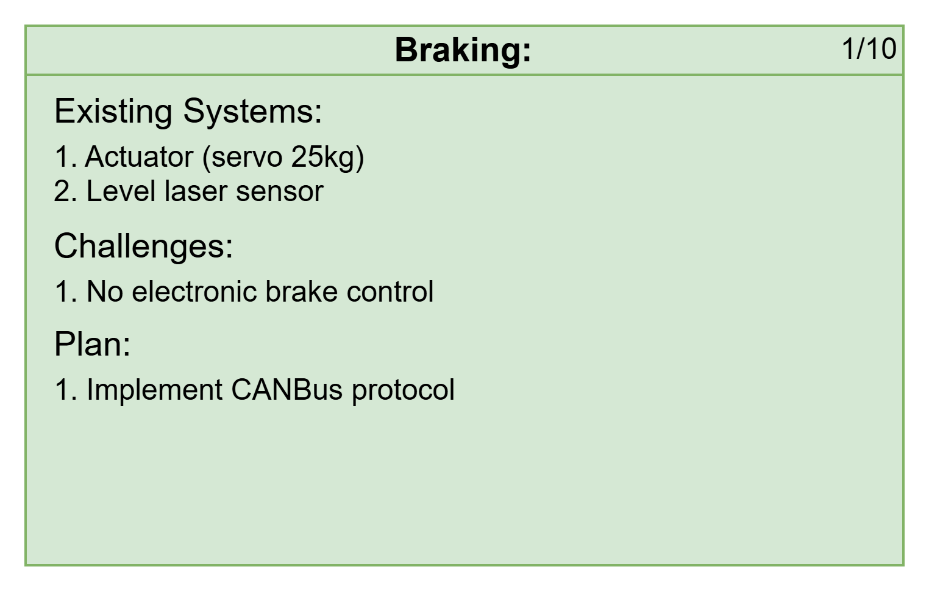 Braking:
1/10
Existing Systems:
1. Actuator (servo 25kg)
2. Level laser sensor
Challenges:
1. No electronic brake control
Plan:
1. Implement CANBus protocol